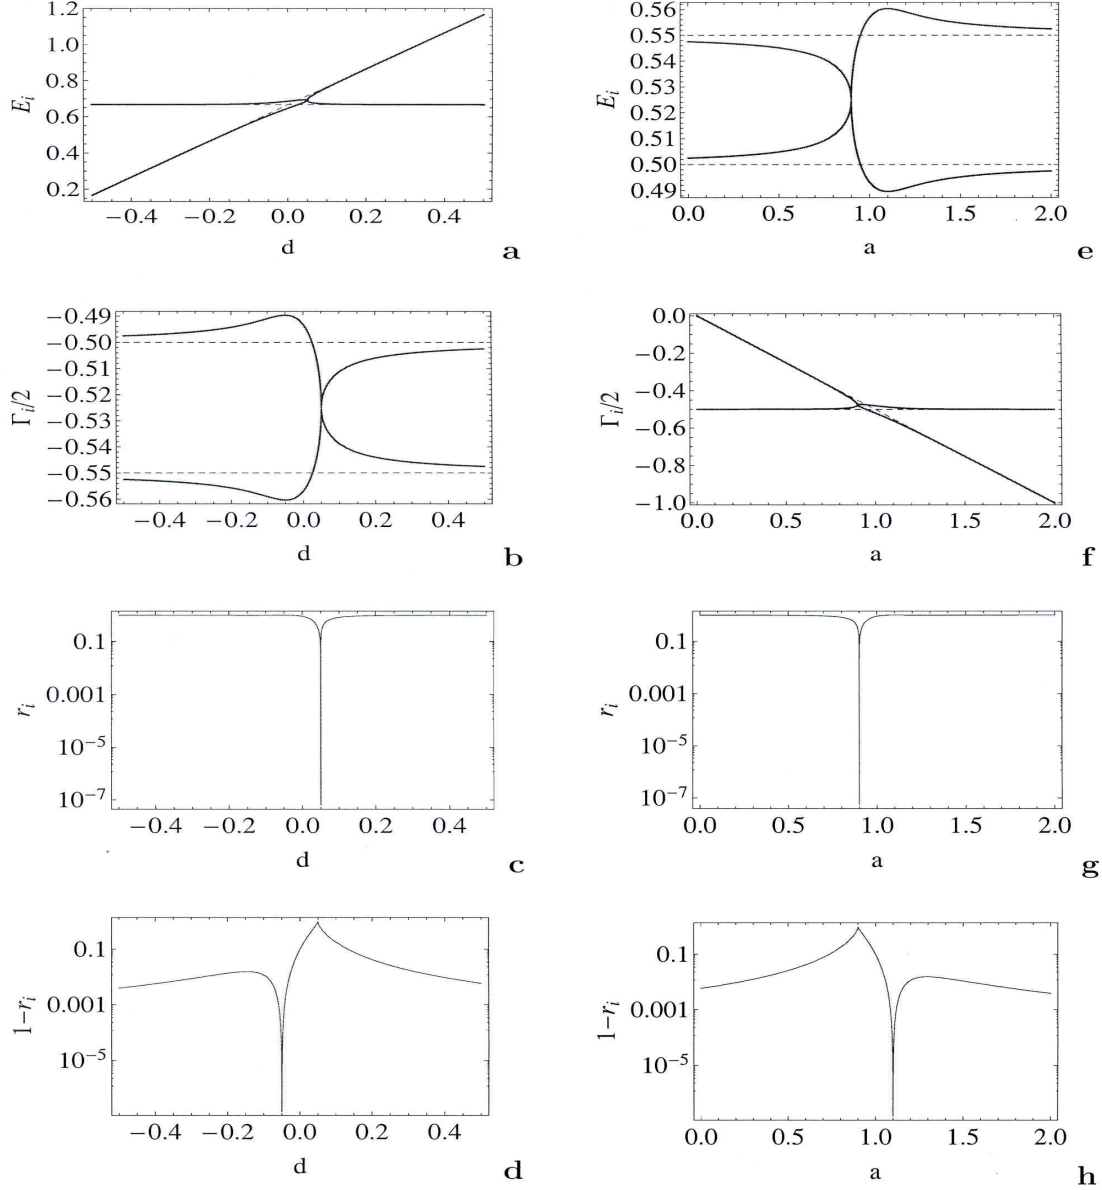 1.2
1.0
0.8
0.6
0.4
0.2
E_i
−0.4 −0.2 0.0 0.2 0.4
d
a
0.56
0.55
0.54
0.53
0.52
0.51
0.50
0.49
E_i
0.0 0.5 1.0 1.5 2.0
a
e
−0.49
−0.50
−0.51
−0.52
−0.53
−0.54
−0.55
−0.56
Γ_i/2
−0.4 −0.2 0.0 0.2 0.4
d
b
0.0
−0.2
−0.4
−0.6
−0.8
−1.0
Γ_i/2
0.0 0.5 1.0 1.5 2.0
a
f
0.1
0.001
10^−5
10^−7
r_i
−0.4 −0.2 0.0 0.2 0.4
d
c
0.1
0.001
10^−5
10^−7
r_i
0.0 0.5 1.0 1.5 2.0
a
g
0.1
0.001
10^−5
1−r_i
−0.4 −0.2 0.0 0.2 0.4
d
d
0.1
0.001
10^−5
1−r_i
0.0 0.5 1.0 1.5 2.0
a
h